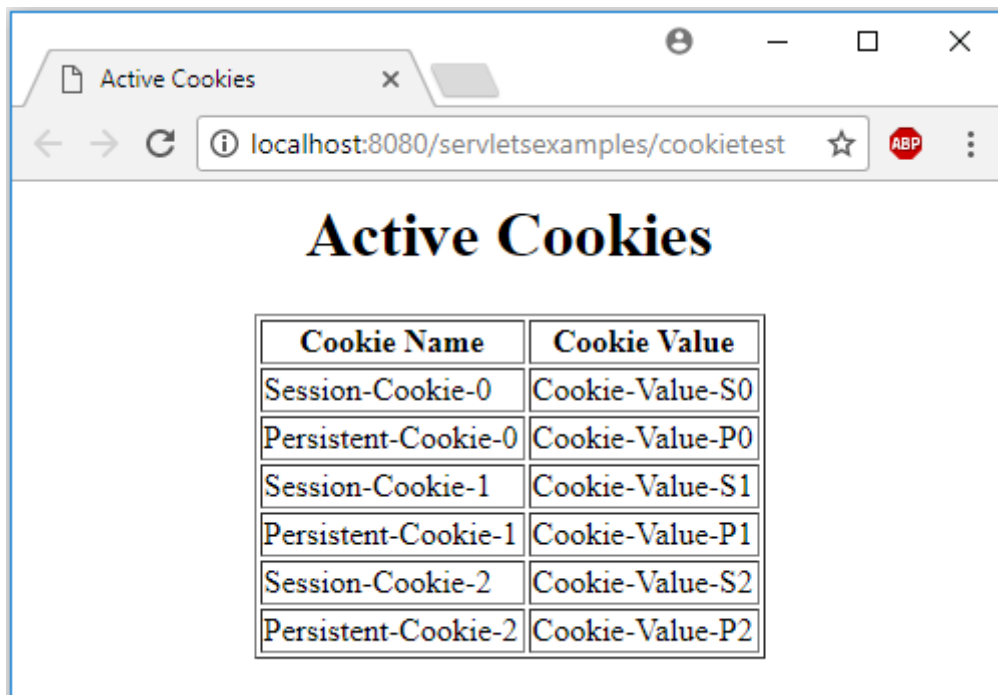 Active Cookies
localhost:8080/servletsexamples/cookietest
ABP
Active Cookies
Cookie Name Cookie Value
Session-Cookie-0 Cookie-Value-S0
Persistent-Cookie-0 Cookie-Value-P0
Session-Cookie-1 Cookie-Value-S1
Persistent-Cookie-1 Cookie-Value-P1
Session-Cookie-2 Cookie-Value-S2
Persistent-Cookie-2 Cookie-Value-P2